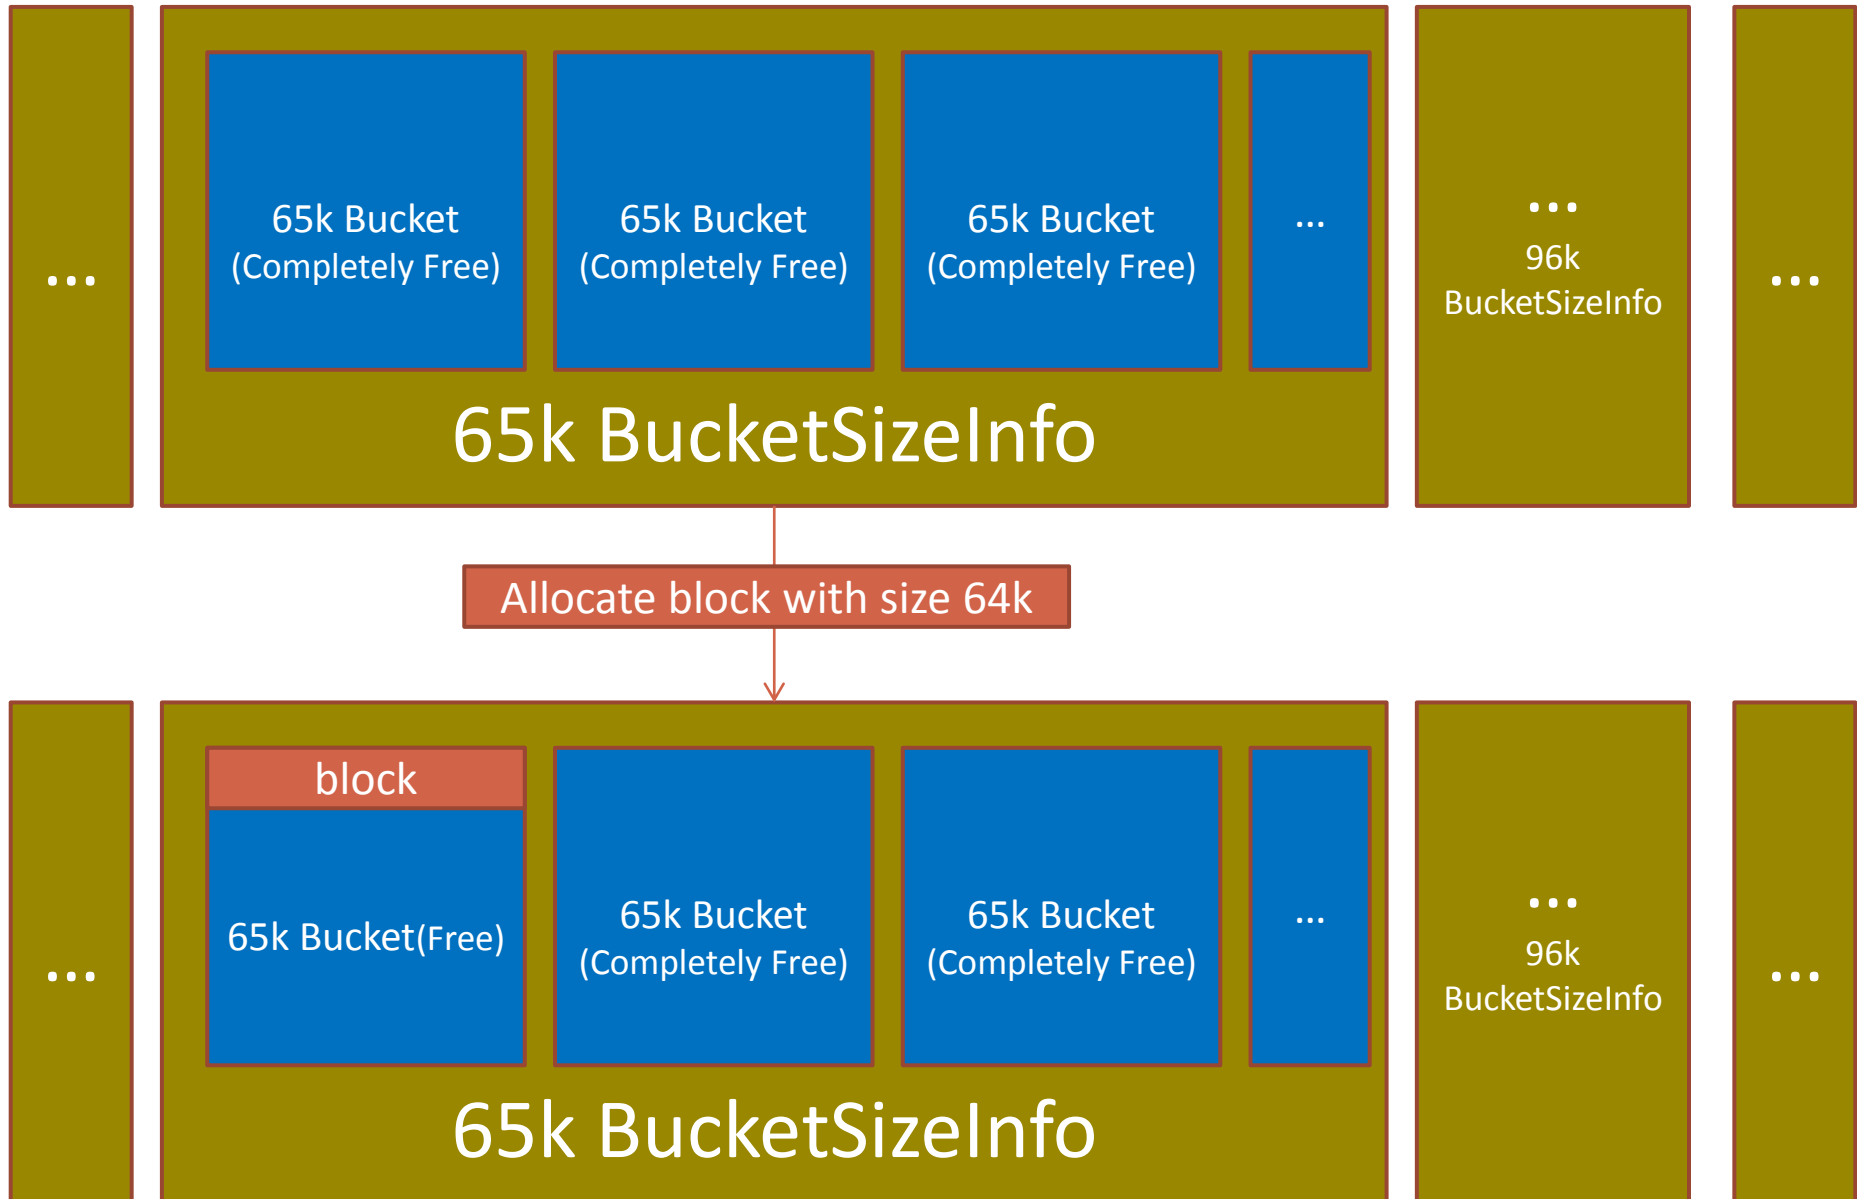 ...
65k Bucket
(Completely Free)
65k Bucket
(Completely Free)
65k Bucket
(Completely Free)
...
65k BucketSizeInfo
...
96k
BucketSizeInfo
...
Allocate block with size 64k
...
block
65k Bucket(Free)
65k Bucket
(Completely Free)
65k Bucket
(Completely Free)
...
65k BucketSizeInfo
...
96k
BucketSizeInfo
...